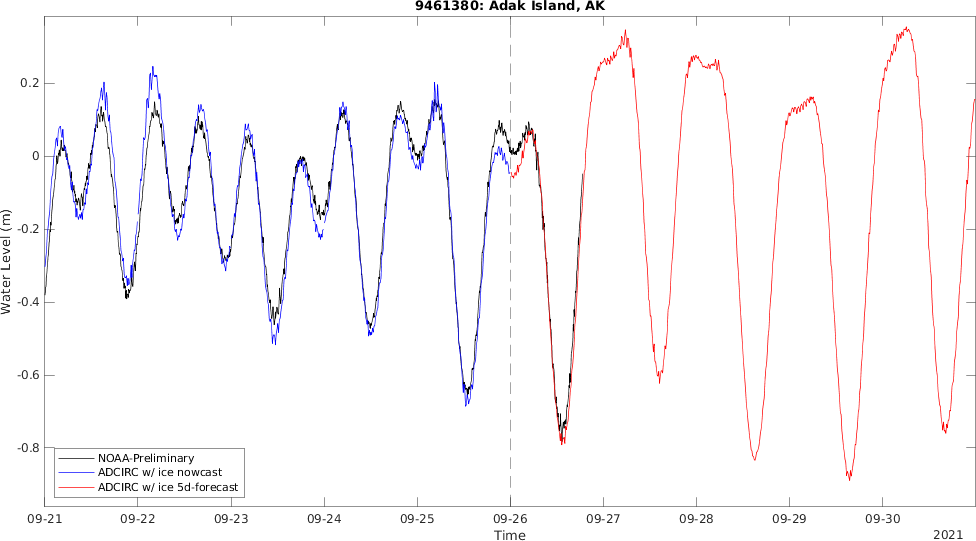 9461380: Adak Island, AK
Water Level (m)
0.2
0
-0.2
-0.4
-0.6
-0.8
NOAA-Preliminary
ADCIRC w/ ice nowcast
ADCIRC w/ ice 5d-forecast
09-21 09-22 09-23 09-24 09-25 09-26 09-27 09-28 09-29 09-30
Time
2021